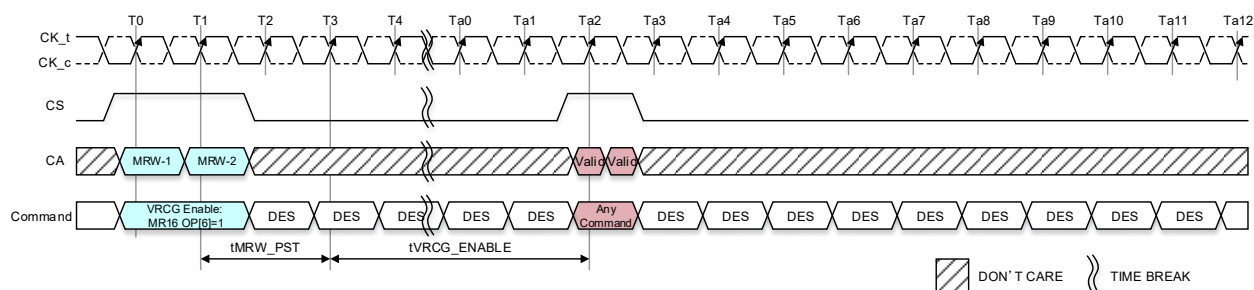 T0 T1 T2 T3 T4 Ta0 Ta1 Ta2 Ta3 Ta4 Ta5 Ta6 Ta7 Ta8 Ta9 Ta10 Ta11 Ta12
CK_t
CK_c
CS
CA MRW-1 MRW-2 Valid Valid
Command VRCG Enable: MR16 OP[6]=1 DES DES DES DES DES Any Command DES DES DES DES DES DES DES DES DES
tMRW_PST tVRCG_ENABLE
DON'T CARE TIME BREAK